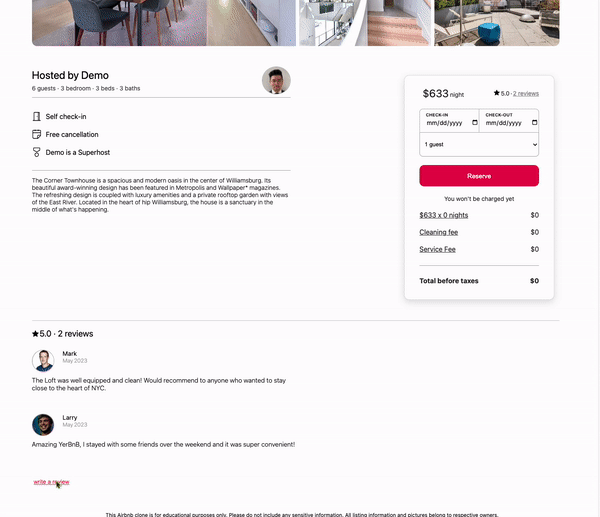 Hosted by Demo
6 guests · 3 bedroom · 3 beds · 3 baths
Self check-in
Free cancellation
Demo is a Superhost
The Corner Townhouse is a spacious and modern oasis in the center of Williamsburg. Its
beautiful award-winning design has been featured in Metropolis and Wallpaper* magazines.
The refreshing design is coupled with luxury amenities and a private rooftop garden with views
of the East River. Located in the heart of hip Williamsburg, the house is a sanctuary in the
middle of what's happening.
$633 night
★5.0 · 2 reviews
CHECK-IN
mm/dd/yyyy
CHECK-OUT
mm/dd/yyyy
1 guest
Reserve
You won't be charged yet
$633 x 0 nights $0
Cleaning fee $0
Service Fee $0
Total before taxes $0
★5.0 · 2 reviews
Mark
May,2023
The Loft was well equipped and clean! Would recommend to anyone who wanted to stay
close to the heart of NYC.
Larry
May,2023
Amazing YerBnB, I stayed with some friends over the weekend and it was super convenient!
write a review
This Airbnb clone is for educational purposes only. Please do not include any sensitive information. All listing information and pictures belong to respective owners.